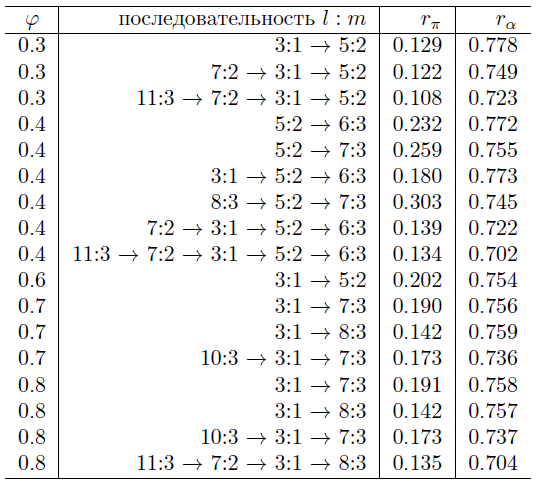 φ последовательность l : m r_π r_α
0.3 3:1 → 5:2 0.129 0.778
0.3 7:2 → 3:1 → 5:2 0.122 0.749
0.3 11:3 → 7:2 → 3:1 → 5:2 0.108 0.723
0.4 5:2 → 6:3 0.232 0.772
0.4 5:2 → 7:3 0.259 0.755
0.4 3:1 → 5:2 → 6:3 0.180 0.773
0.4 8:3 → 5:2 → 7:3 0.303 0.745
0.4 7:2 → 3:1 → 5:2 → 6:3 0.139 0.722
0.4 11:3 → 7:2 → 3:1 → 5:2 → 6:3 0.134 0.702
0.6 3:1 → 5:2 0.202 0.754
0.7 3:1 → 7:3 0.190 0.756
0.7 3:1 → 8:3 0.142 0.759
0.7 10:3 → 3:1 → 7:3 0.173 0.736
0.8 3:1 → 7:3 0.191 0.758
0.8 3:1 → 8:3 0.142 0.757
0.8 10:3 → 3:1 → 7:3 0.173 0.737
0.8 11:3 → 7:2 → 3:1 → 8:3 0.135 0.704